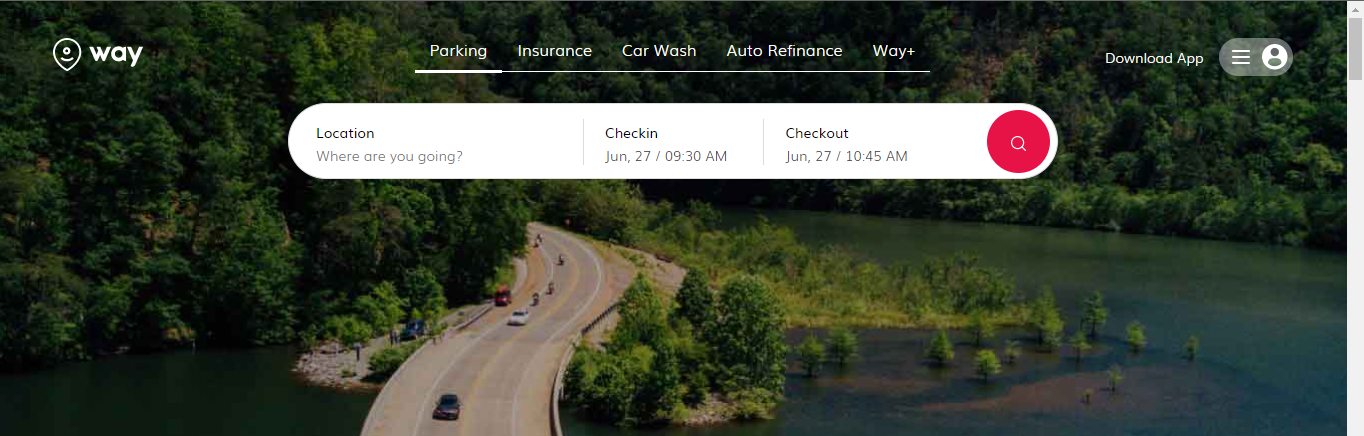 way
Parking Insurance Car Wash Auto Refinance Way+
Download App
Location
Where are you going?
Checkin
Jun, 27 / 09:30 AM
Checkout
Jun, 27 / 10:45 AM